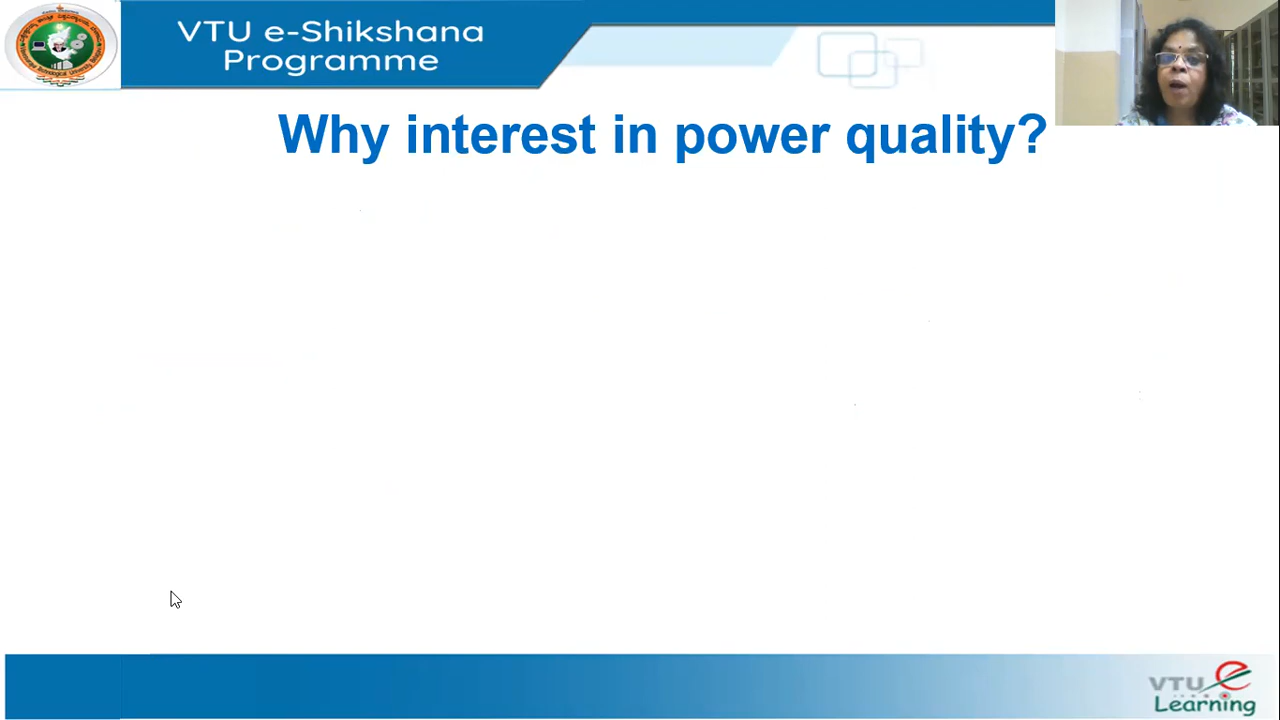 VTU e-Shikshana
Programme
Why interest in power quality?
VTU e
Learning